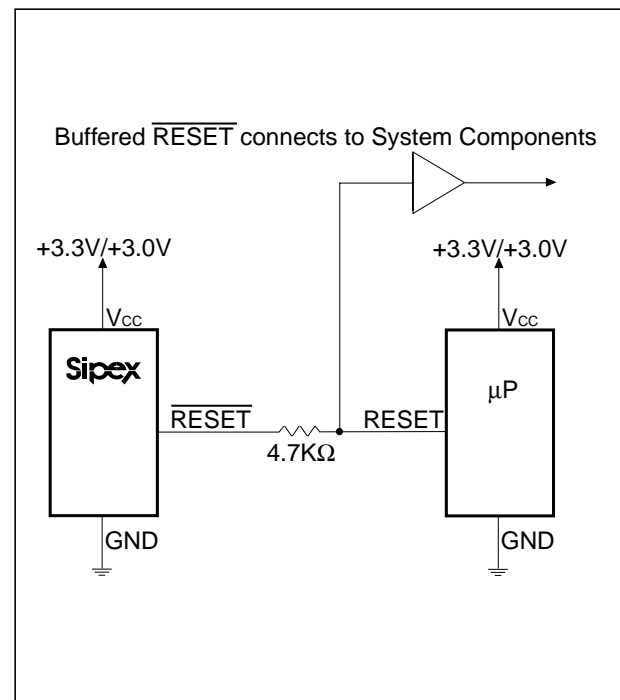 Buffered RESET connects to System Components
+3.3V/+3.0V
+3.3V/+3.0V
VCC
VCC
Sipex
μP
RESET
RESET
4.7KΩ
GND
GND